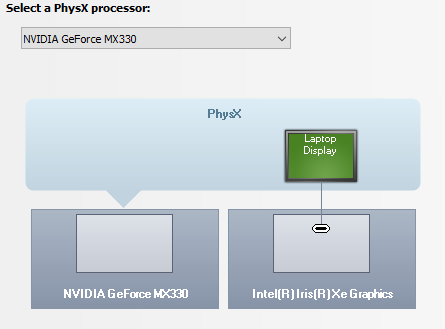 Select a PhysX processor:
NVIDIA GeForce MX330
PhysX
Laptop
Display
NVIDIA GeForce MX330
Intel(R) Iris(R) Xe Graphics